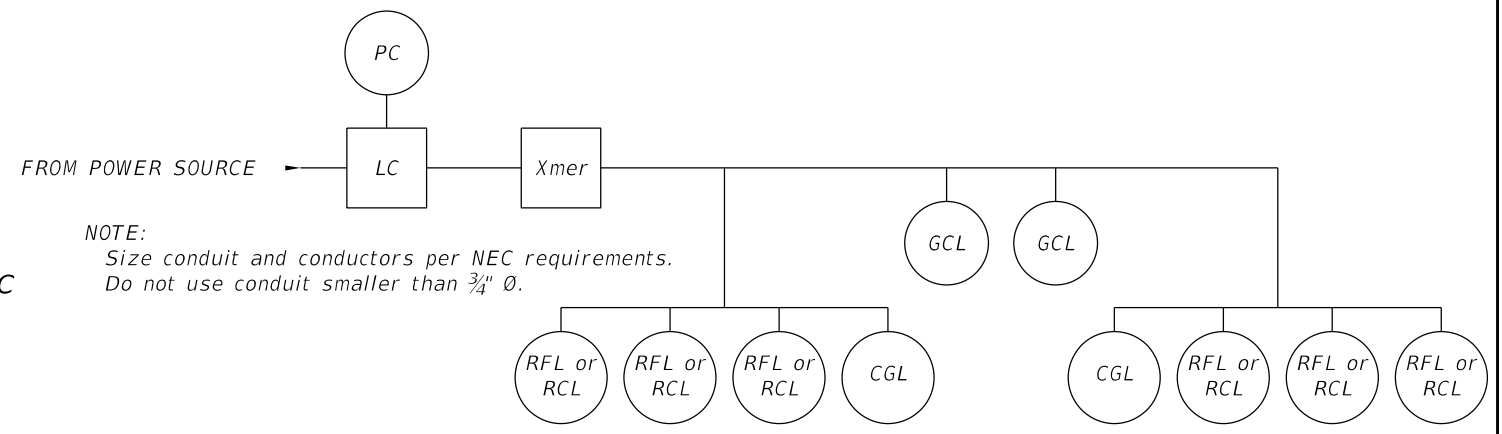 PC
FROM POWER SOURCE
LC
Xmer
NOTE:
Size conduit and conductors per NEC requirements.
Do not use conduit smaller than ¾" Ø.
C
GCL
GCL
RFL or
RCL
RFL or
RCL
RFL or
RCL
CGL
CGL
RFL or
RCL
RFL or
RCL
RFL or
RCL